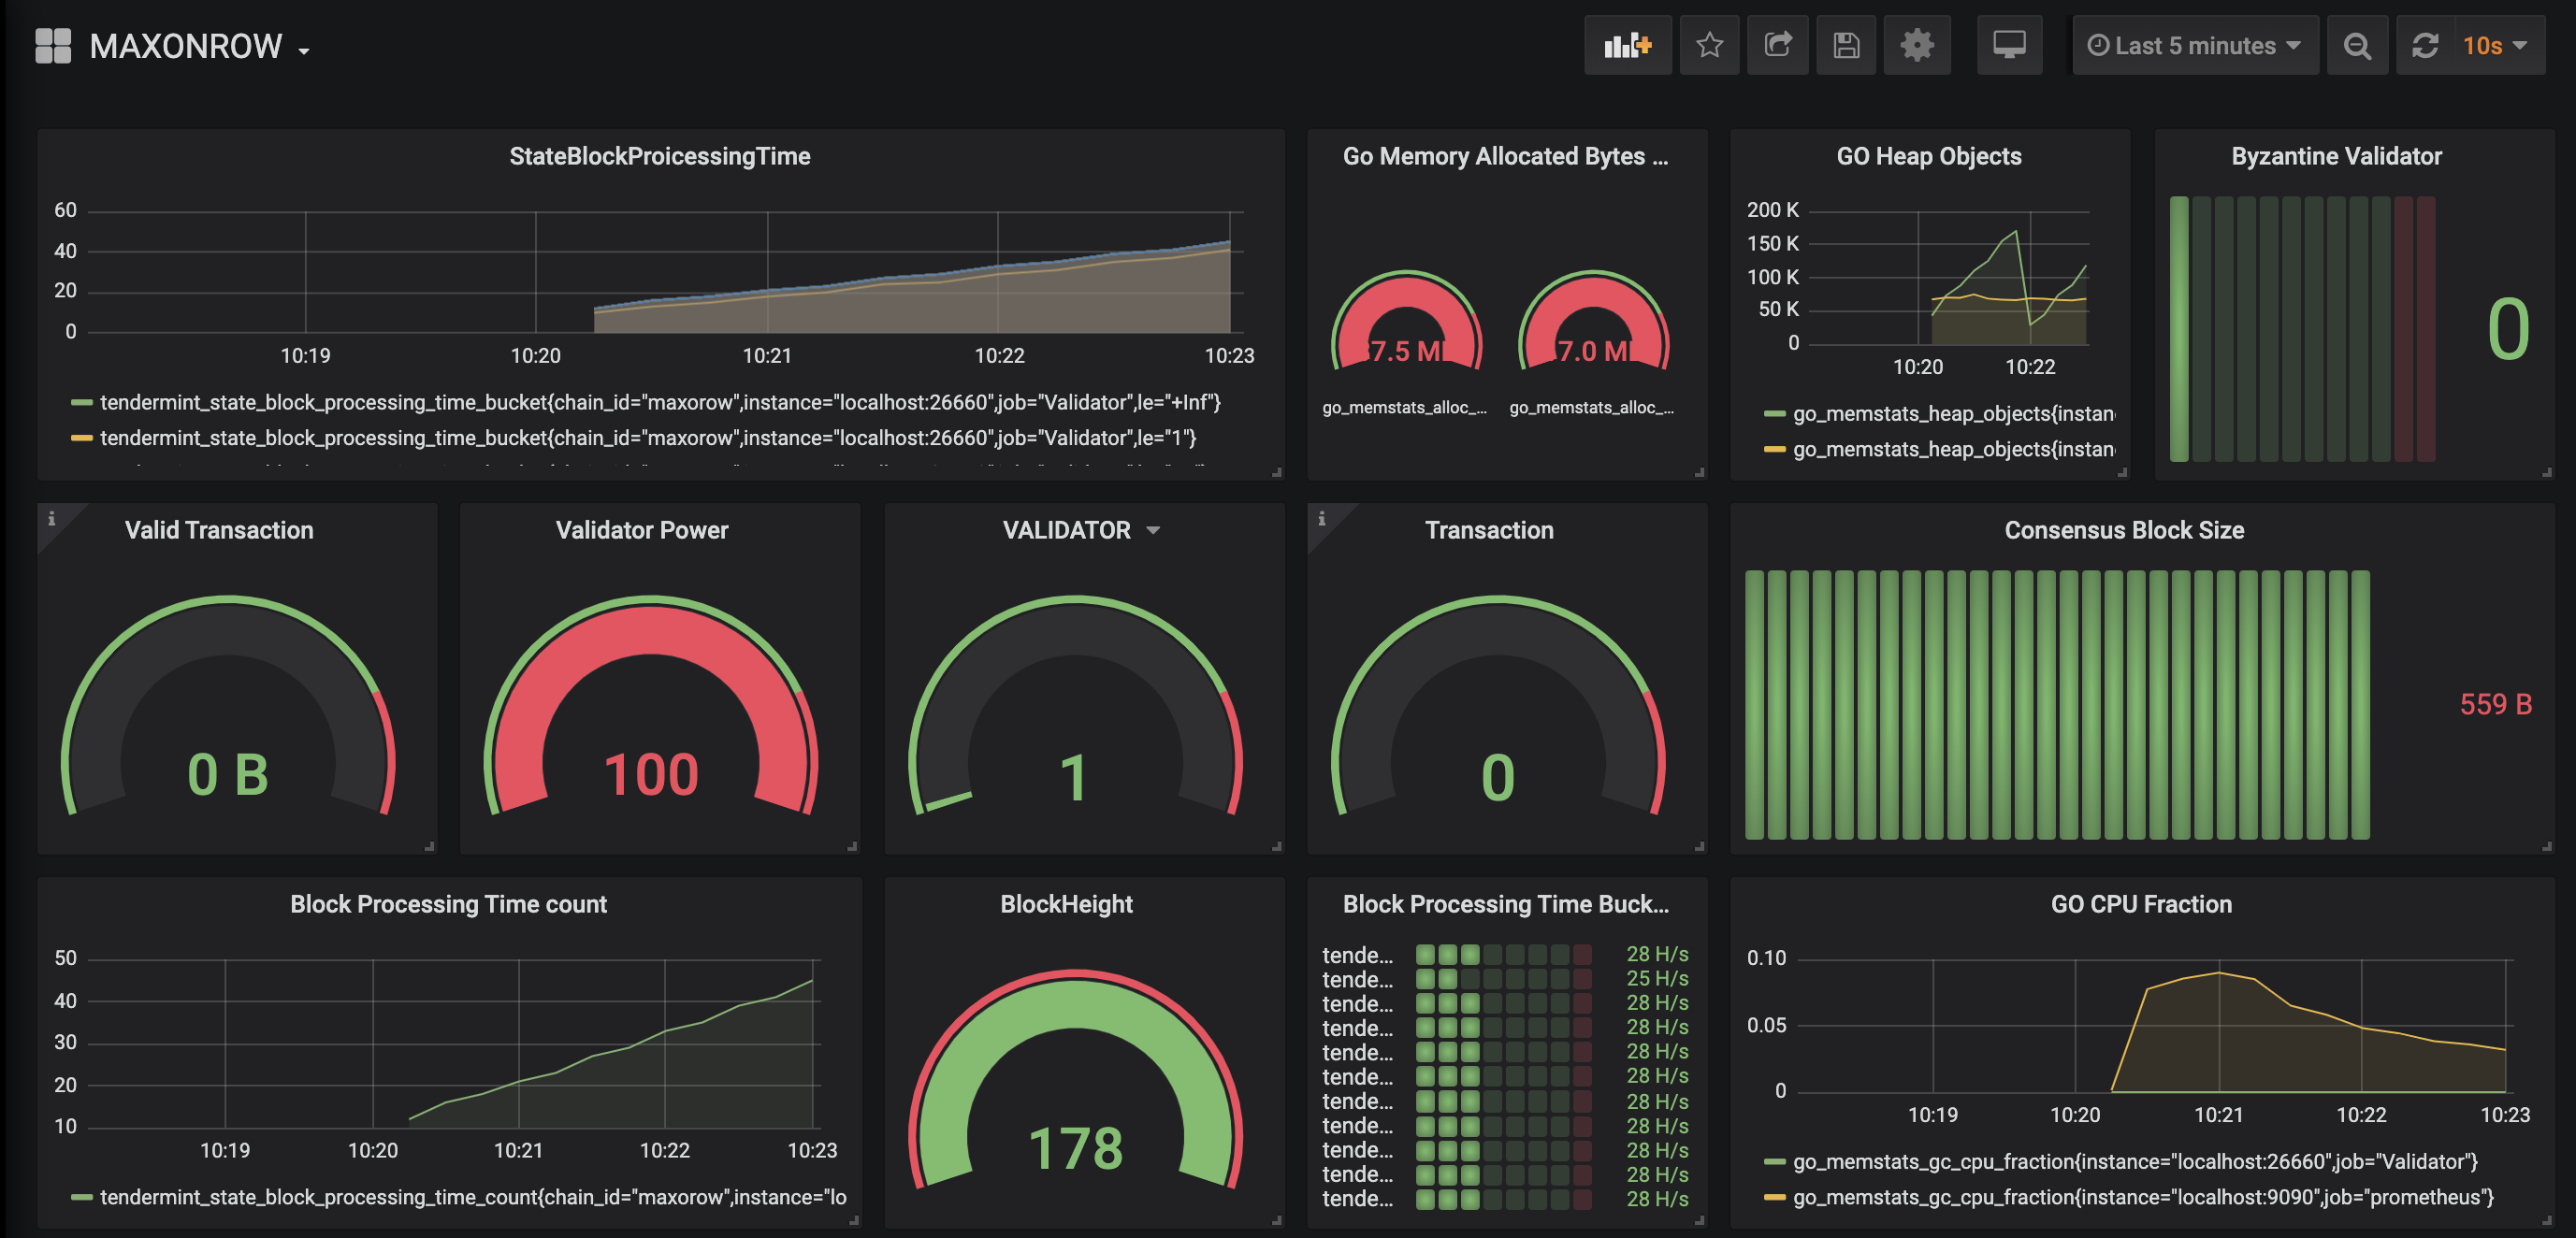 MAXONROW
Last 5 minutes
10s
StateBlockProicessingTime
60
40
20
0
10:19
10:20
10:21
10:22
10:23
tendermint_state_block_processing_time_bucket{chain_id="maxorow",instance="localhost:26660",job="Validator",le="+Inf"}
tendermint_state_block_processing_time_bucket{chain_id="maxorow",instance="localhost:26660",job="Validator",le="1"}
Go Memory Allocated Bytes ...
7.5
7.0
go_memstats_alloc_...
go_memstats_alloc_...
GO Heap Objects
200 K
150 K
100 K
50 K
0
10:20
10:22
go_memstats_heap_objects{instan
go_memstats_heap_objects{instan
Byzantine Validator
0
Valid Transaction
0 B
Validator Power
100
VALIDATOR
1
Transaction
0
Consensus Block Size
559 B
Block Processing Time count
50
40
30
20
10
10:19
10:20
10:21
10:22
10:23
tendermint_state_block_processing_time_count{chain_id="maxorow",instance="lo
BlockHeight
178
Block Processing Time Buck...
tende... 28 H/s
tende... 25 H/s
tende... 28 H/s
tende... 28 H/s
tende... 28 H/s
tende... 28 H/s
tende... 28 H/s
tende... 28 H/s
tende... 28 H/s
tende... 28 H/s
tende... 28 H/s
GO CPU Fraction
0.10
0.05
0
10:19
10:20
10:21
10:22
10:23
go_memstats_gc_cpu_fraction{instance="localhost:26660",job="Validator"}
go_memstats_gc_cpu_fraction{instance="localhost:9090",job="prometheus"}